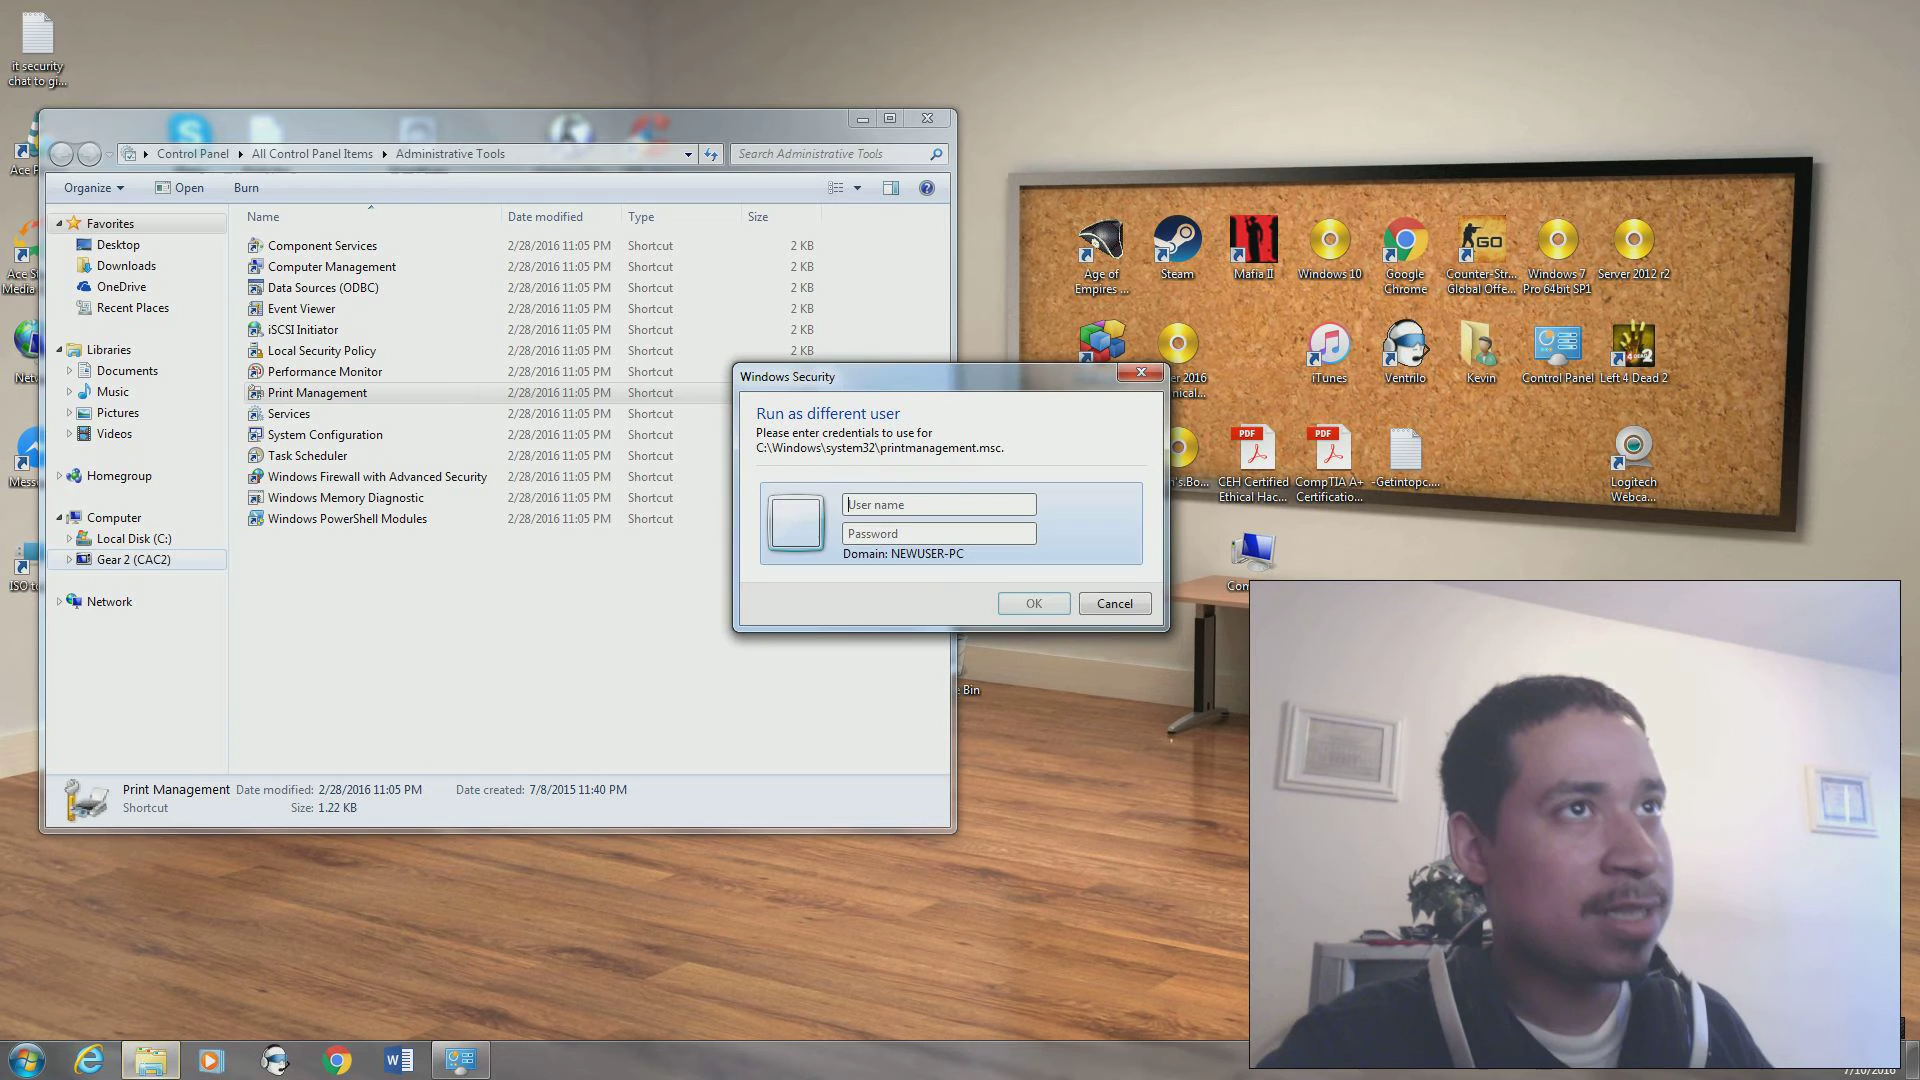 it security
chat to gi...
Control Panel
All Control Panel Items
Administrative Tools
Search Administrative Tools
Organize
Open
Burn
Name
Date modified
Type
Size
Favorites
Desktop
Downloads
OneDrive
Recent Places
Libraries
Documents
Music
Pictures
Videos
Homegroup
Computer
Local Disk (C:)
Gear 2 (CAC2)
Network
Component Services 2/28/2016 11:05 PM Shortcut 2 KB
Computer Management 2/28/2016 11:05 PM Shortcut 2 KB
Data Sources (ODBC) 2/28/2016 11:05 PM Shortcut 2 KB
Event Viewer 2/28/2016 11:05 PM Shortcut 2 KB
iSCSI Initiator 2/28/2016 11:05 PM Shortcut 2 KB
Local Security Policy 2/28/2016 11:05 PM Shortcut 2 KB
Performance Monitor 2/28/2016 11:05 PM Shortcut
Print Management 2/28/2016 11:05 PM Shortcut
Services 2/28/2016 11:05 PM Shortcut
System Configuration 2/28/2016 11:05 PM Shortcut
Task Scheduler 2/28/2016 11:05 PM Shortcut
Windows Firewall with Advanced Security 2/28/2016 11:05 PM Shortcut
Windows Memory Diagnostic 2/28/2016 11:05 PM Shortcut
Windows PowerShell Modules 2/28/2016 11:05 PM Shortcut
Print Management Date modified: 2/28/2016 11:05 PM Date created: 7/8/2015 11:40 PM
Shortcut Size: 1.22 KB
Windows Security
Run as different user
Please enter credentials to use for
C:\Windows\system32\printmanagement.msc.
User name
Password
Domain: NEWUSER-PC
OK
Cancel
Age of
Empires ...
Steam
Mafia II
Windows 10
Google
Chrome
GO
Counter-Str...
Global Offe...
Windows 7
Pro 64bit SP1
Server 2012 r2
2016
iTunes
Ventrilo
Kevin
Control Panel
Left 4 Dead 2
PDF
CEH Certified
Ethical Hac...
PDF
CompTIA A+
Certificatio...
-Getintopc....
Logitech
Webca...
Bin
7/10/2016